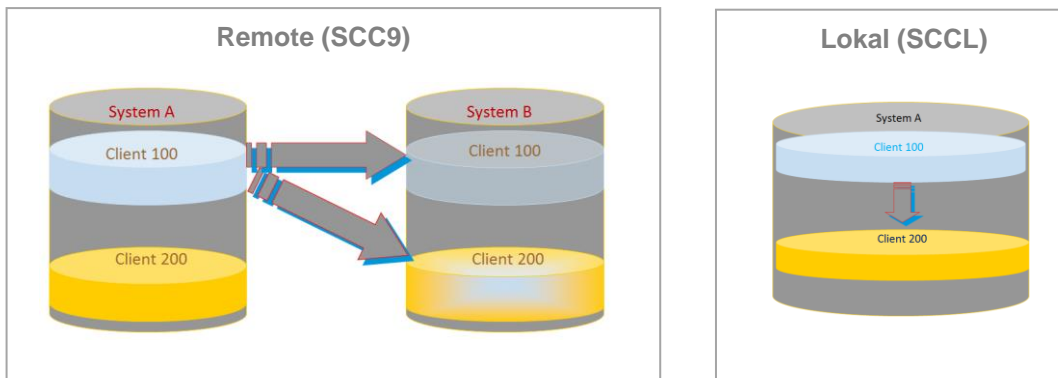 Remote (SCC9)
System A
Client 100
Client 200
System B
Client 100
Client 200
Lokal (SCCL)
System A
Client 100
Client 200